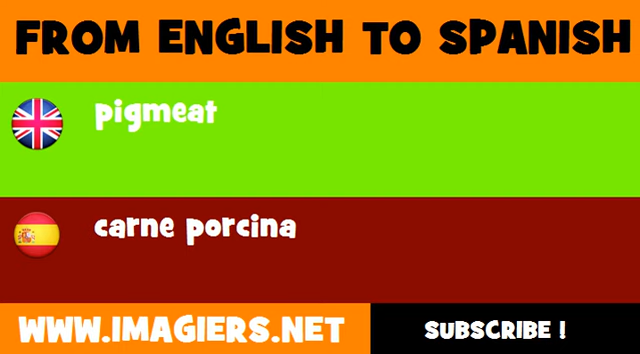 FROM ENGLISH TO SPANISH
pigmeat
carne porcina
WWW.IMAGIERS.NET
SUBSCRIBE !